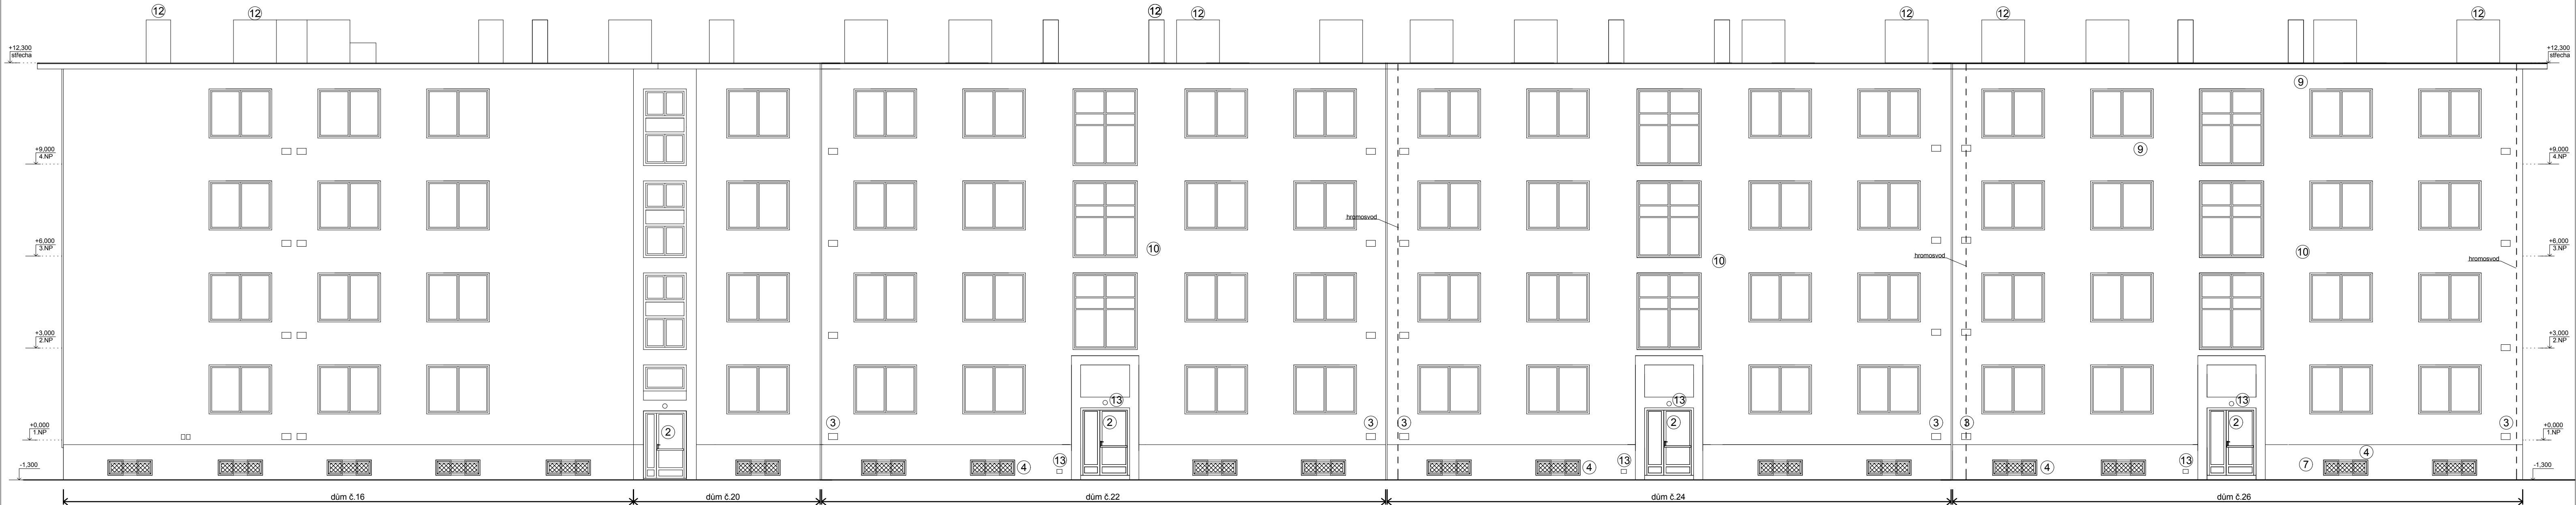 12 12 12 12 12 12 12
+12,300
střecha
+12,300
střecha
9
+9,000
4.NP
9
+9,000
4.NP
hromosvod
+6,000
3.NP
10
10
10
hromosvod
hromosvod
+6,000
3.NP
+3,000
2.NP
+3,000
2.NP
13 13 13
+0,000
1.NP
2
3
2
3 3
2
3 3
2
3
+0,000
1.NP
-1,300
4
13
4
13
4
13
7
4
-1,300
dům č.16
dům č.20
dům č.22
dům č.24
dům č.26